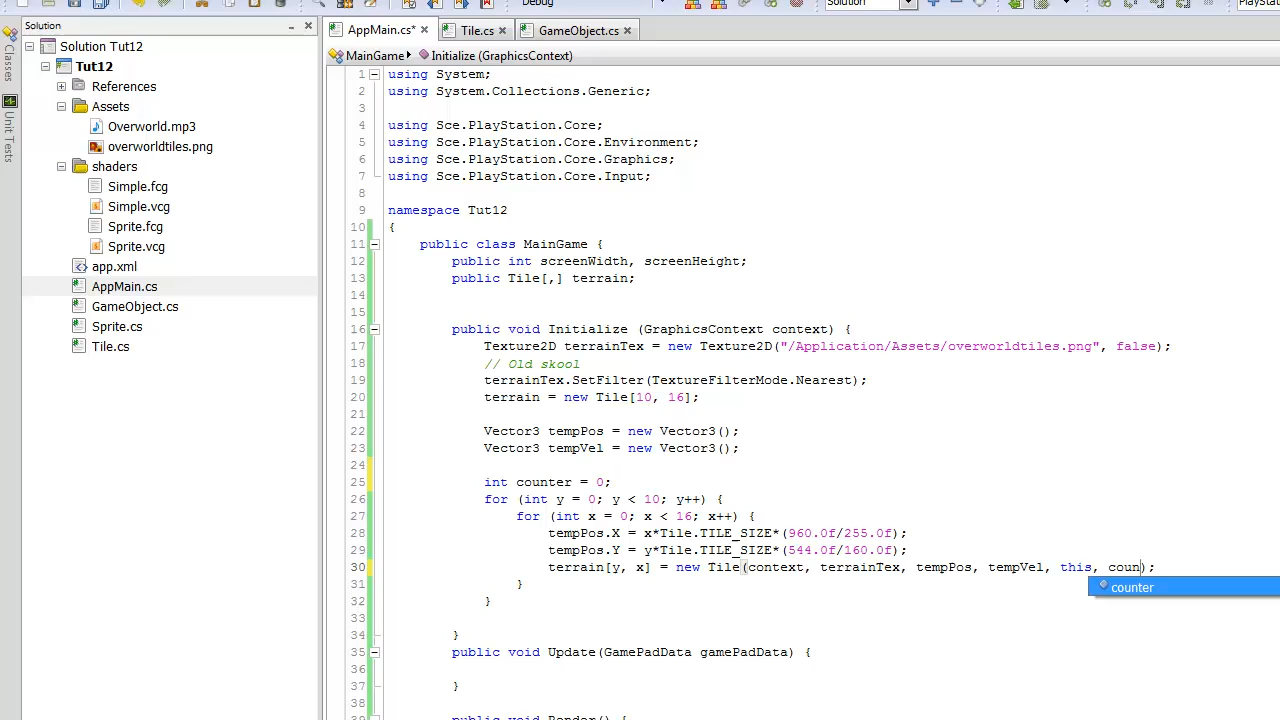 Debug
Solution
PlaySta
Solution
Classes
Unit Tests
Solution Tut12
Tut12
References
Assets
Overworld.mp3
overworldtiles.png
shaders
Simple.fcg
Simple.vcg
Sprite.fcg
Sprite.vcg
app.xml
AppMain.cs
GameObject.cs
Sprite.cs
Tile.cs
AppMain.cs* Tile.cs GameObject.cs
MainGame Initialize (GraphicsContext)
1 using System;
2 using System.Collections.Generic;
3
4 using Sce.PlayStation.Core;
5 using Sce.PlayStation.Core.Environment;
6 using Sce.PlayStation.Core.Graphics;
7 using Sce.PlayStation.Core.Input;
8
9 namespace Tut12
10 {
11 public class MainGame {
12 public int screenWidth, screenHeight;
13 public Tile[,] terrain;
14
15
16 public void Initialize (GraphicsContext context) {
17 Texture2D terrainTex = new Texture2D("/Application/Assets/overworldtiles.png", false);
18 // Old skool
19 terrainTex.SetFilter(TextureFilterMode.Nearest);
20 terrain = new Tile[10, 16];
21
22 Vector3 tempPos = new Vector3();
23 Vector3 tempVel = new Vector3();
24
25 int counter = 0;
26 for (int y = 0; y < 10; y++) {
27 for (int x = 0; x < 16; x++) {
28 tempPos.X = x*Tile.TILE_SIZE*(960.0f/255.0f);
29 tempPos.Y = y*Tile.TILE_SIZE*(544.0f/160.0f);
30 terrain[y, x] = new Tile(context, terrainTex, tempPos, tempVel, this, coun);
counter
31 }
32 }
33
34 }
35 public void Update(GamePadData gamePadData) {
36
37 }
38
39 public void Render() {